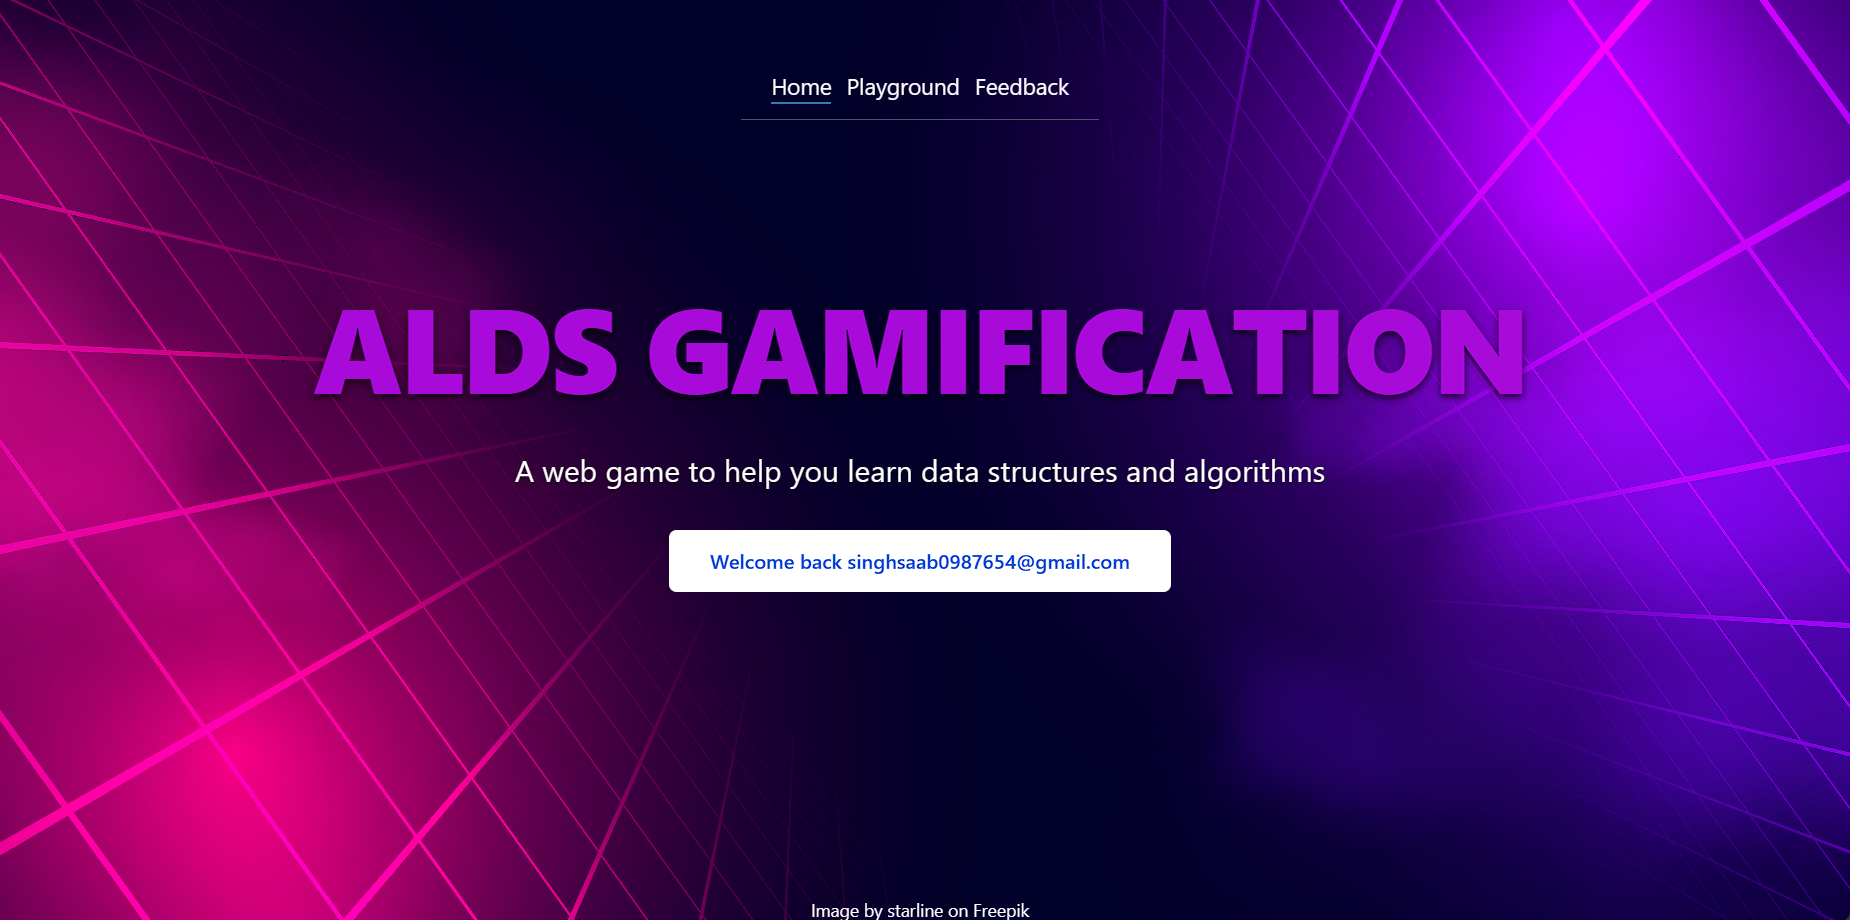 Home Playground Feedback
ALDS GAMIFICATION
A web game to help you learn data structures and algorithms
Welcome back singhsaab0987654@gmail.com
Image by starline on Freepik